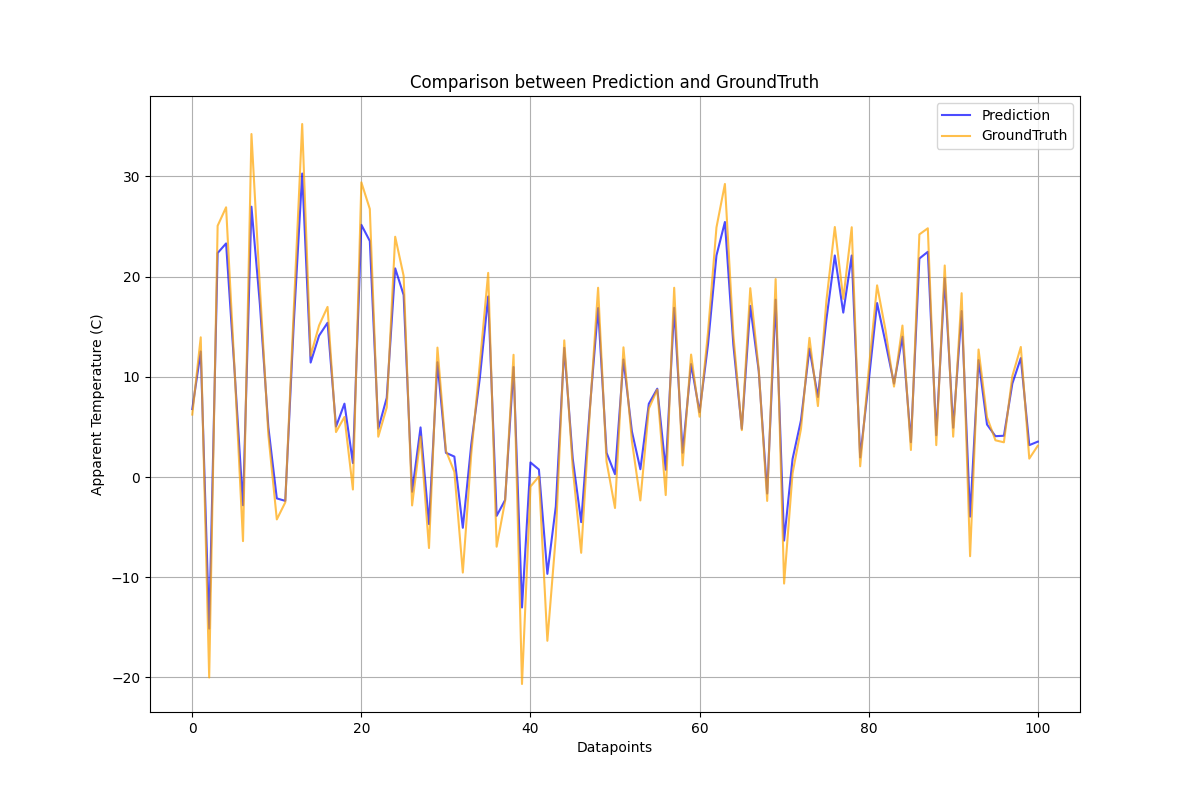 Comparison between Prediction and GroundTruth
Prediction
GroundTruth
Apparent Temperature (C)
30
20
10
0
−10
−20
0 20 40 60 80 100
Datapoints